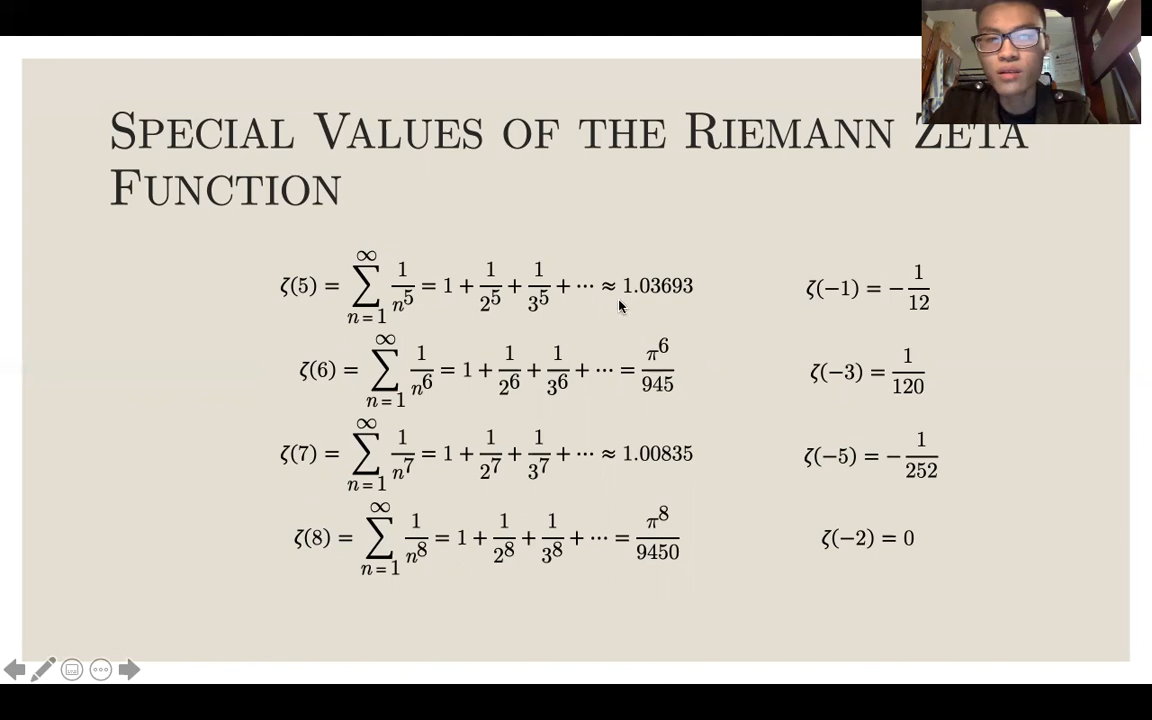 SPECIAL VALUES OF THE RIEMANN ZETA
FUNCTION
ζ(5) = ∑_{n=1}^{∞} 1/n^5 = 1 + 1/2^5 + 1/3^5 + ⋯ ≈ 1.03693
ζ(−1) = −1/12
ζ(6) = ∑_{n=1}^{∞} 1/n^6 = 1 + 1/2^6 + 1/3^6 + ⋯ = π^6/945
ζ(−3) = 1/120
ζ(7) = ∑_{n=1}^{∞} 1/n^7 = 1 + 1/2^7 + 1/3^7 + ⋯ ≈ 1.00835
ζ(−5) = −1/252
ζ(8) = ∑_{n=1}^{∞} 1/n^8 = 1 + 1/2^8 + 1/3^8 + ⋯ = π^8/9450
ζ(−2) = 0